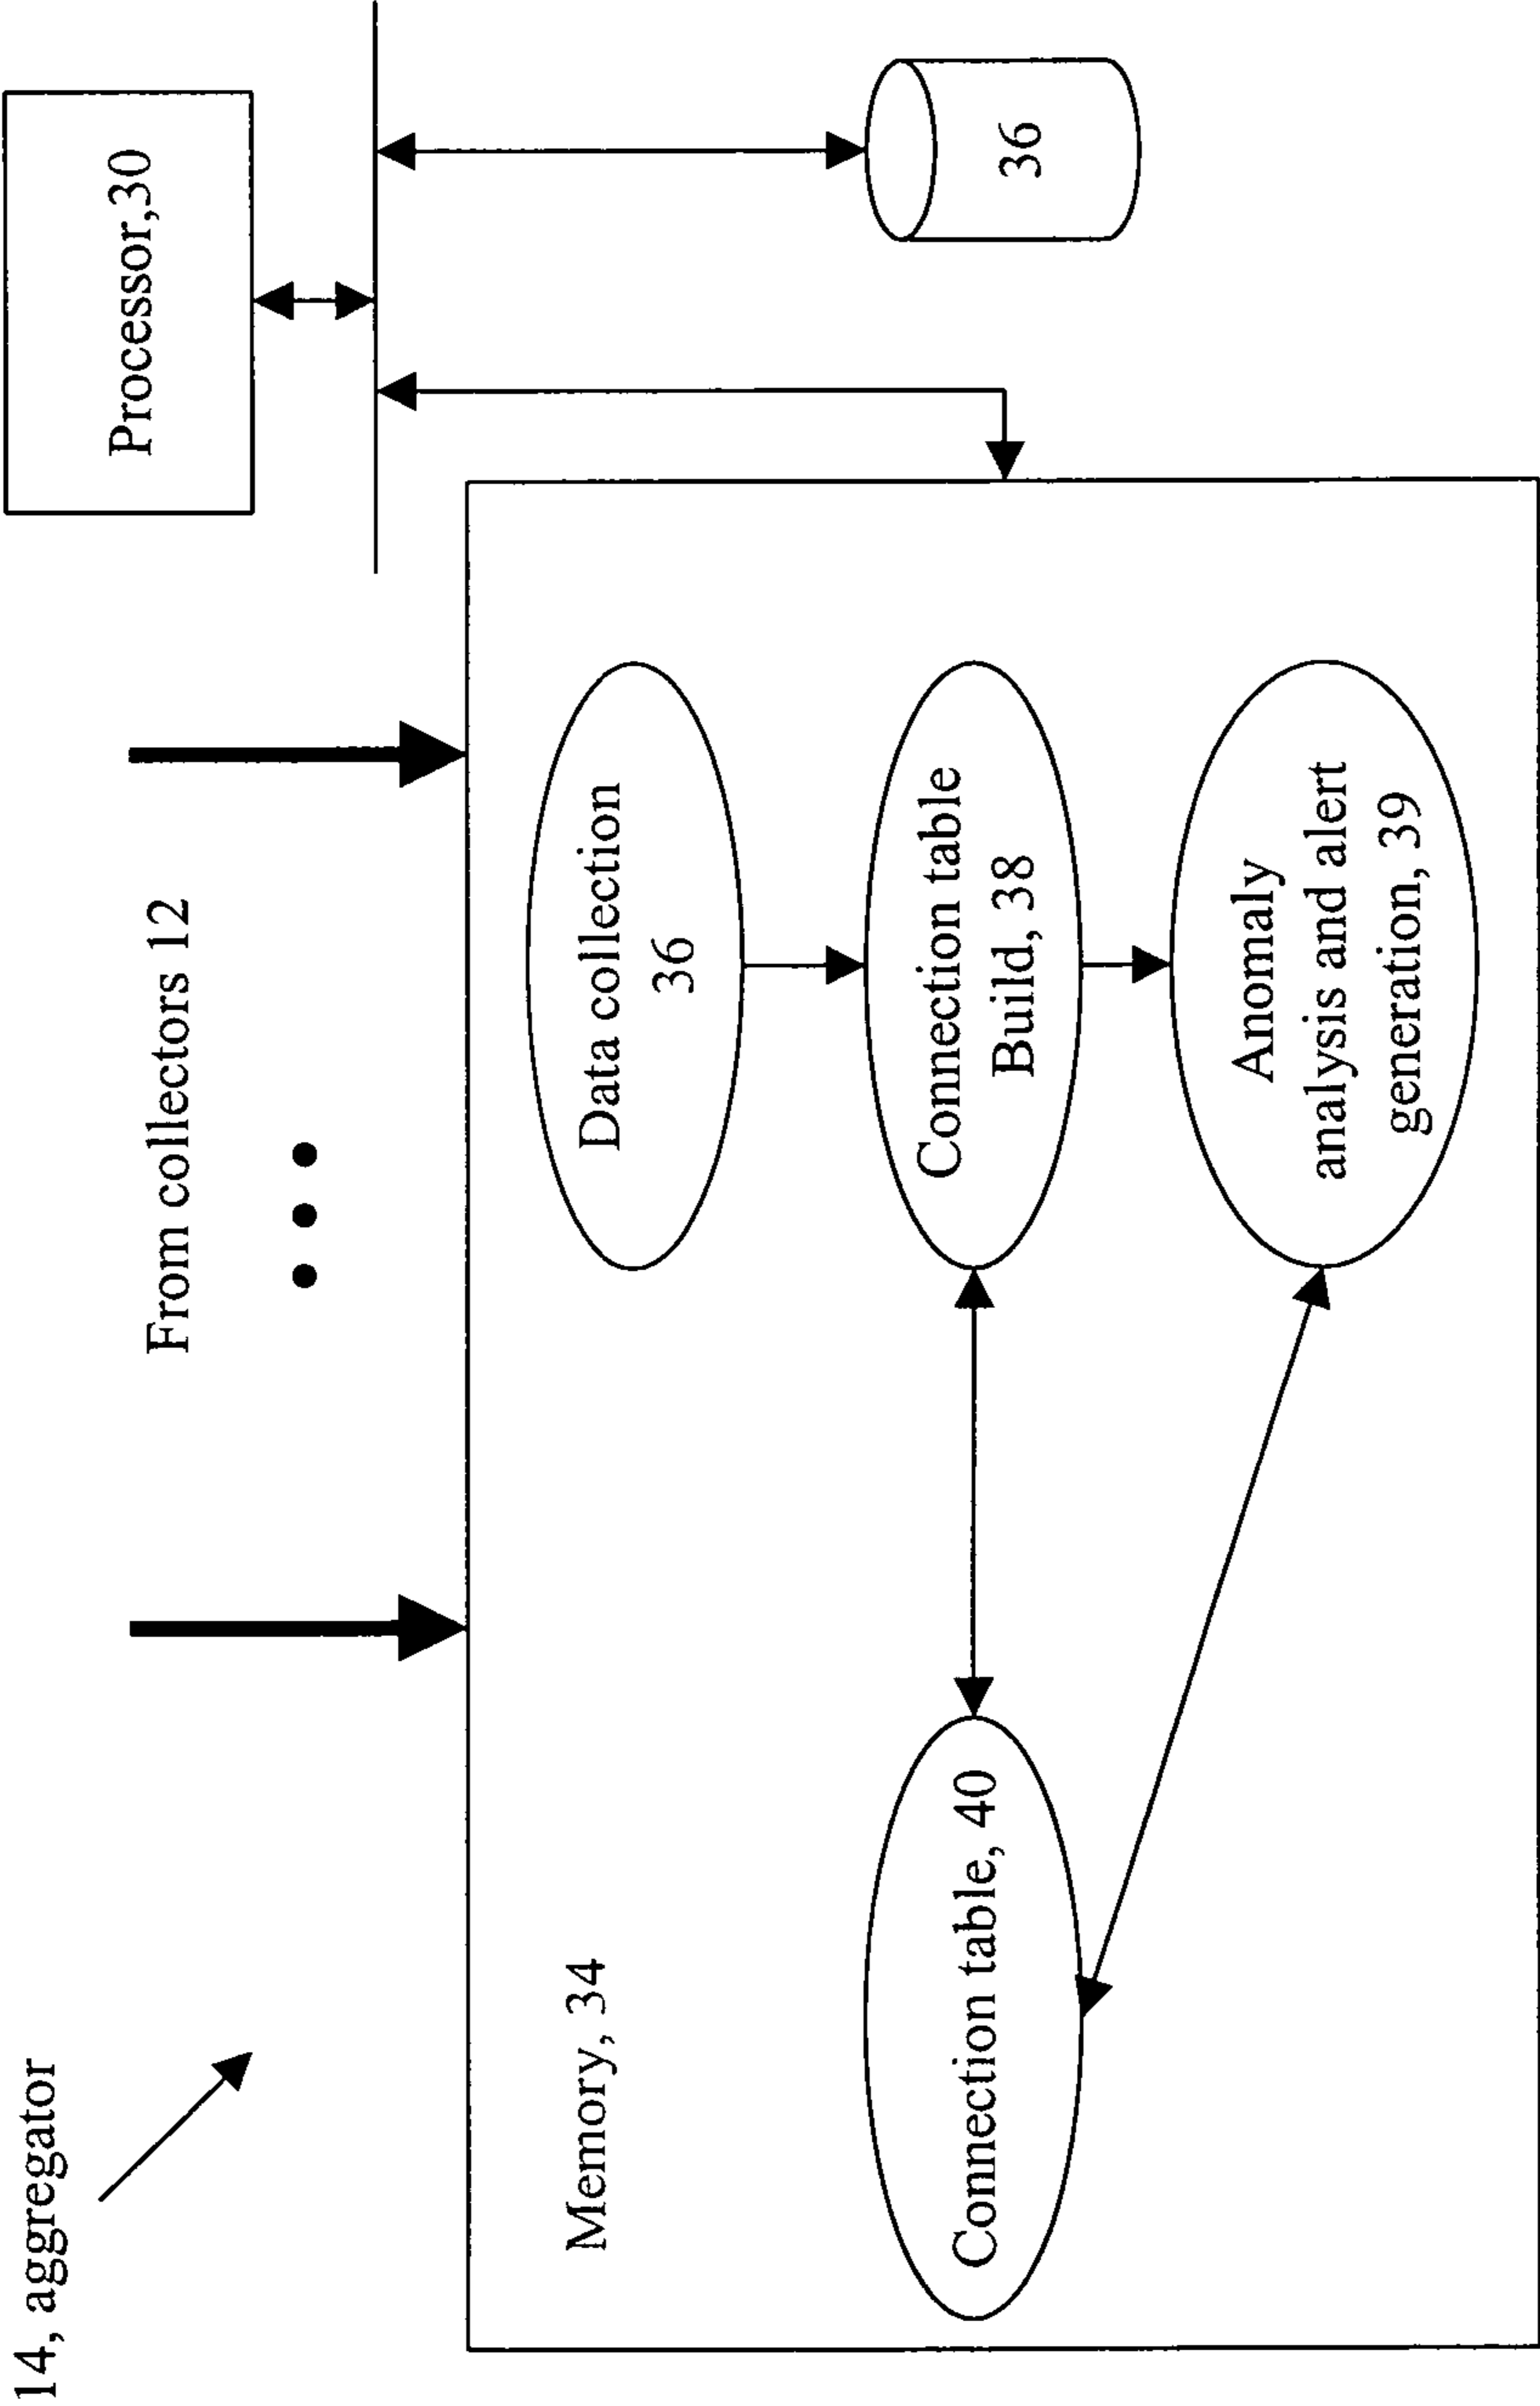 14, aggregator
From collectors 12
Processor,30
Memory, 34
Data collection
36
36
Connection table, 40
Connection table
Build, 38
Anomaly
analysis and alert
generation, 39